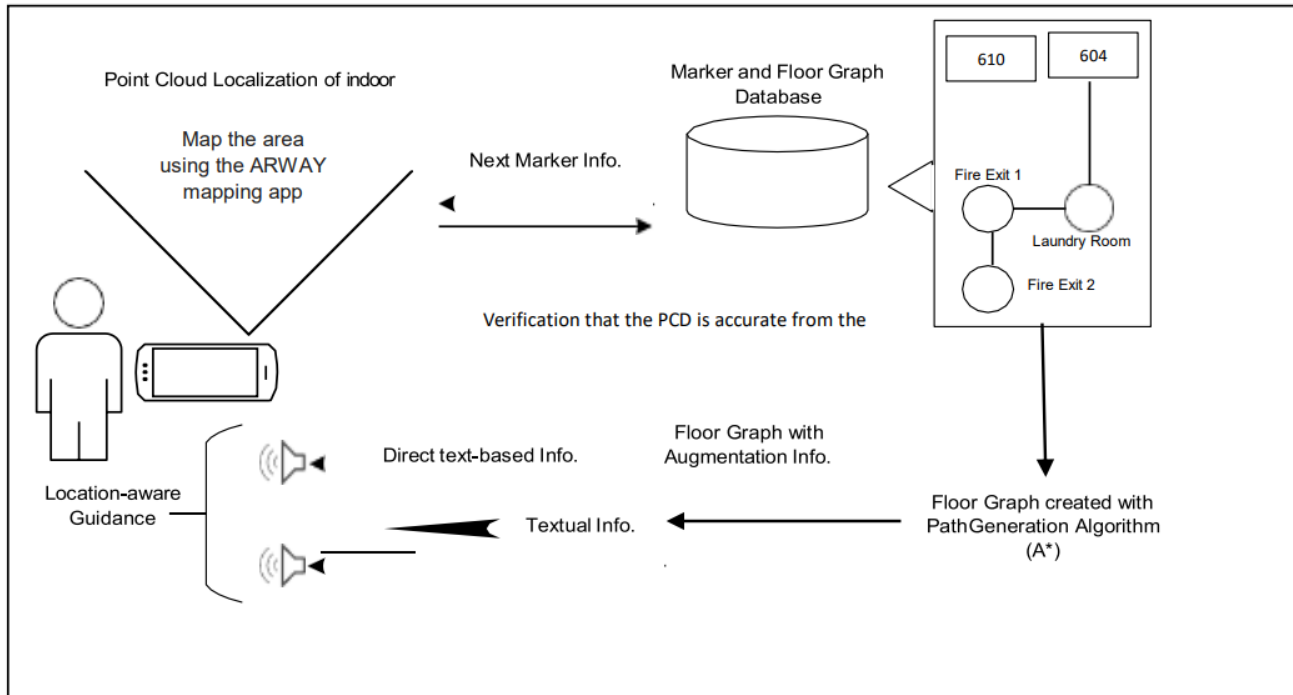 Point Cloud Localization of indoor
Map the area
using the ARWAY
mapping app
Next Marker Info.
Marker and Floor Graph
Database
610
604
Fire Exit 1
Laundry Room
Fire Exit 2
Verification that the PCD is accurate from the
Direct text-based Info.
Floor Graph with
Augmentation Info.
Location-aware
Guidance
Textual Info.
Floor Graph created with
PathGeneration Algorithm
(A*)